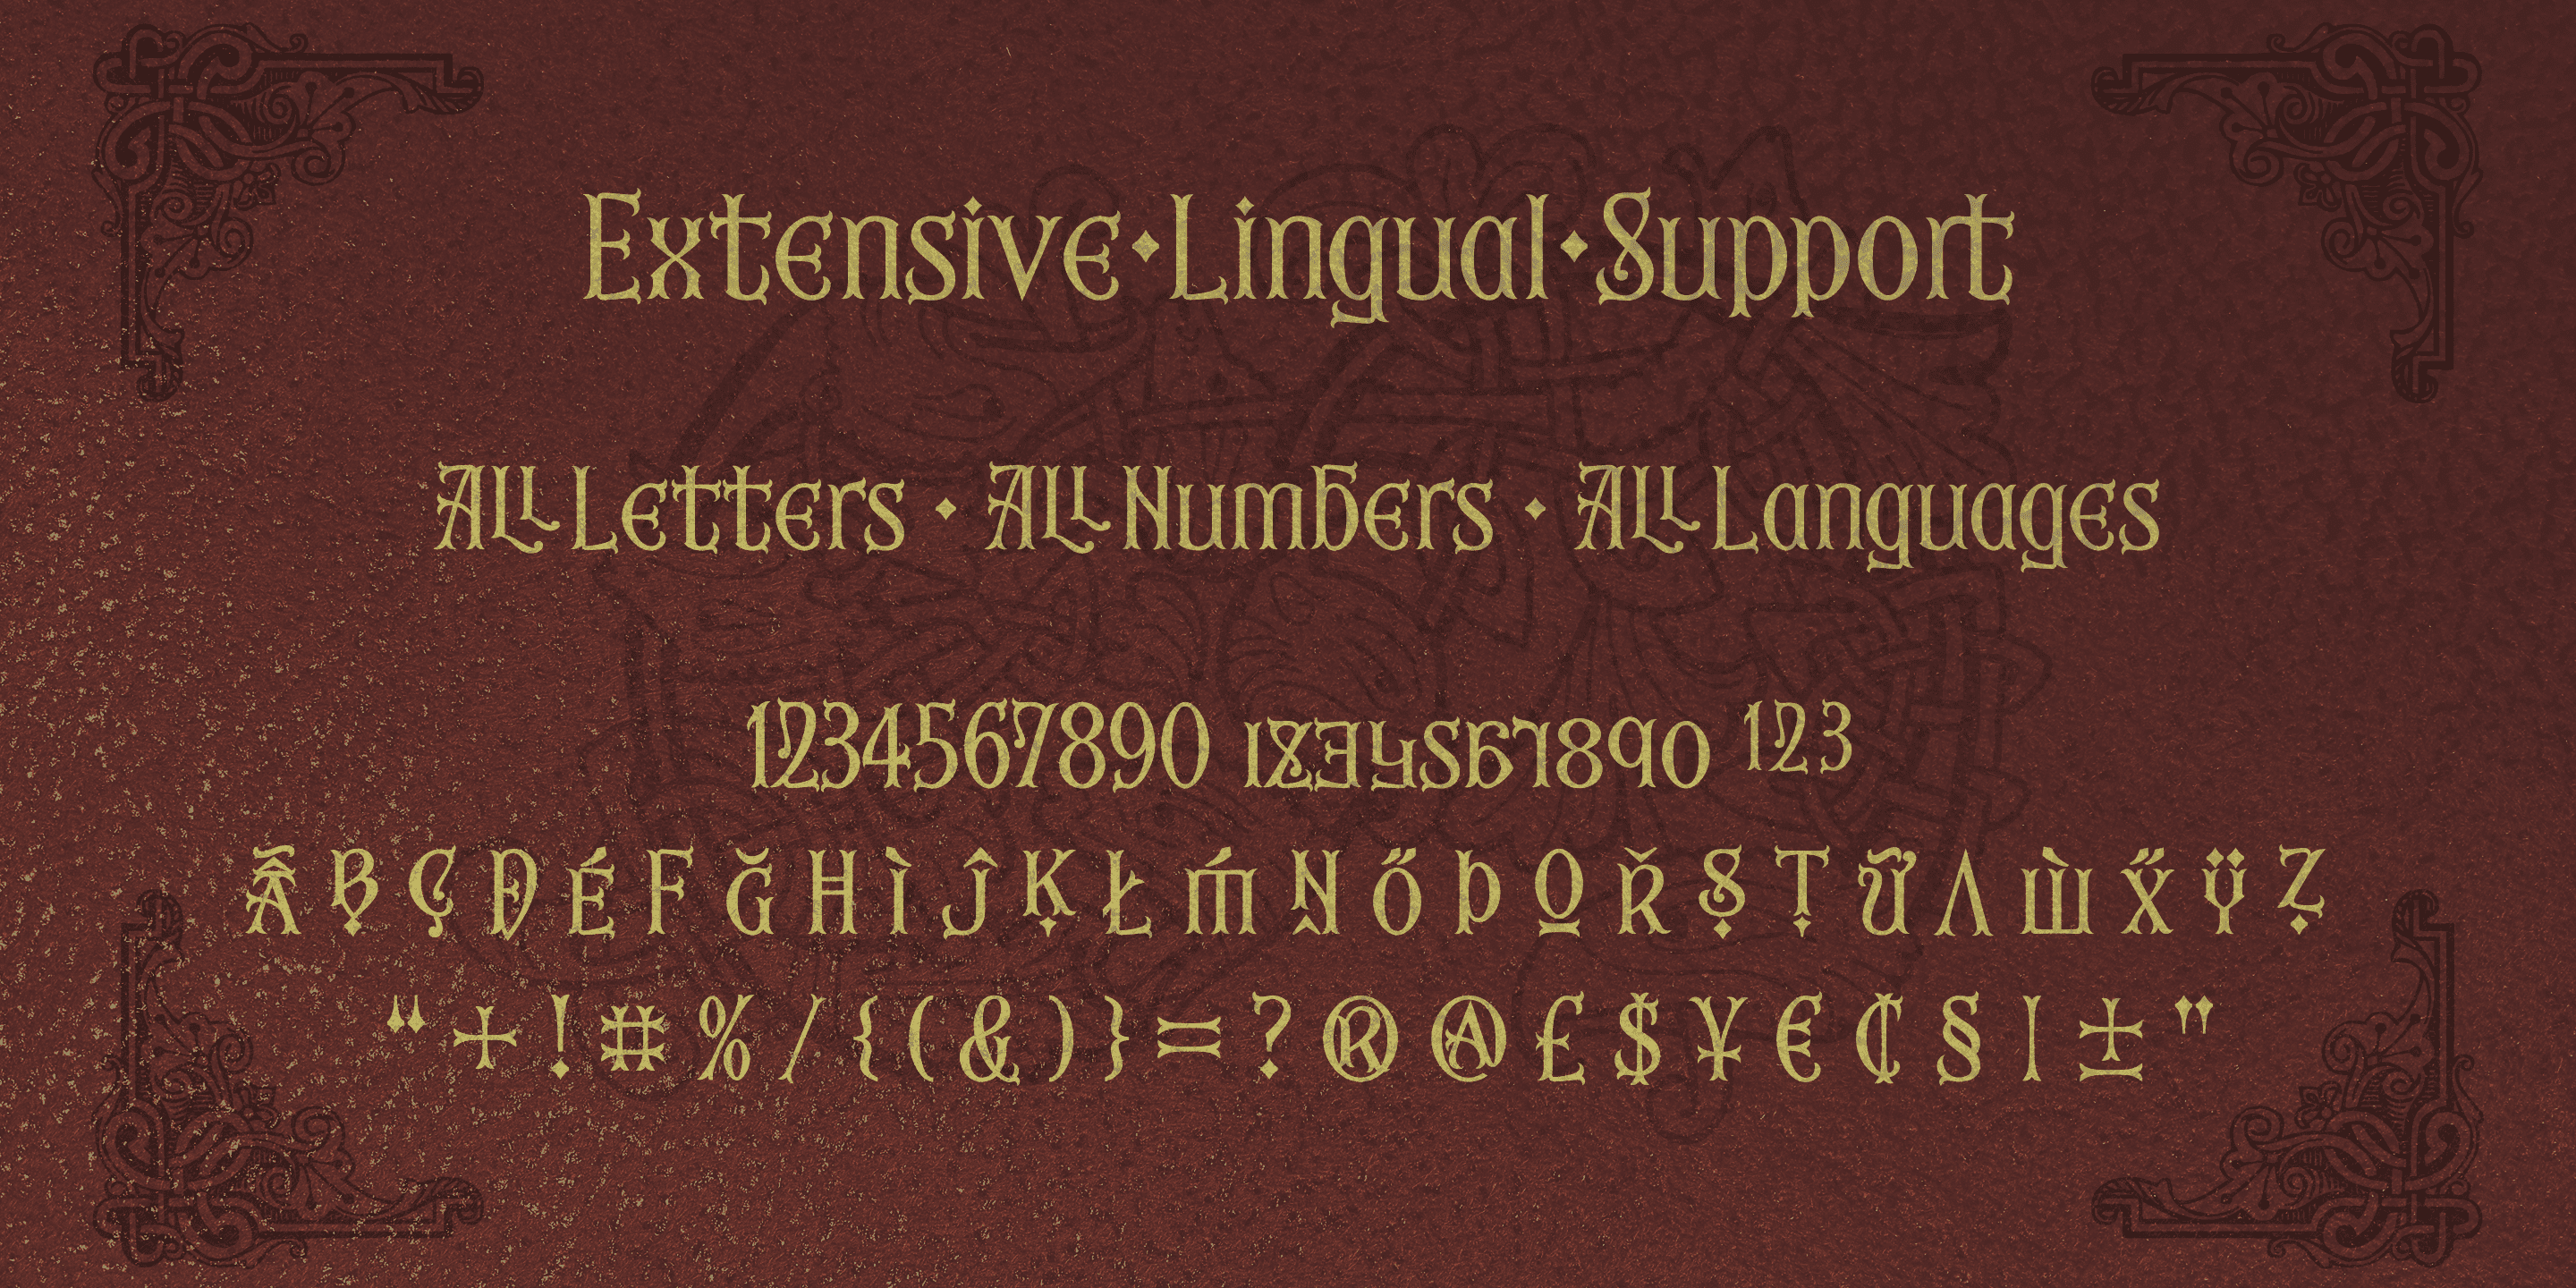 Extensive·Lingual·Support
All Letters · All Numbers · All Languages
1234567890 1234567890 123
Ā Ḅ Ç Đ É F Ğ H Ì Ĵ Ḳ Ł Ḿ Ŋ Ő Þ O̲ Ř Ṣ Ṭ Ữ Λ Ẁ X̋ Ÿ Ẓ
“ + ! # % / { ( & ) } = ? ® @ £ $ ¥ € ₵ § | ± "